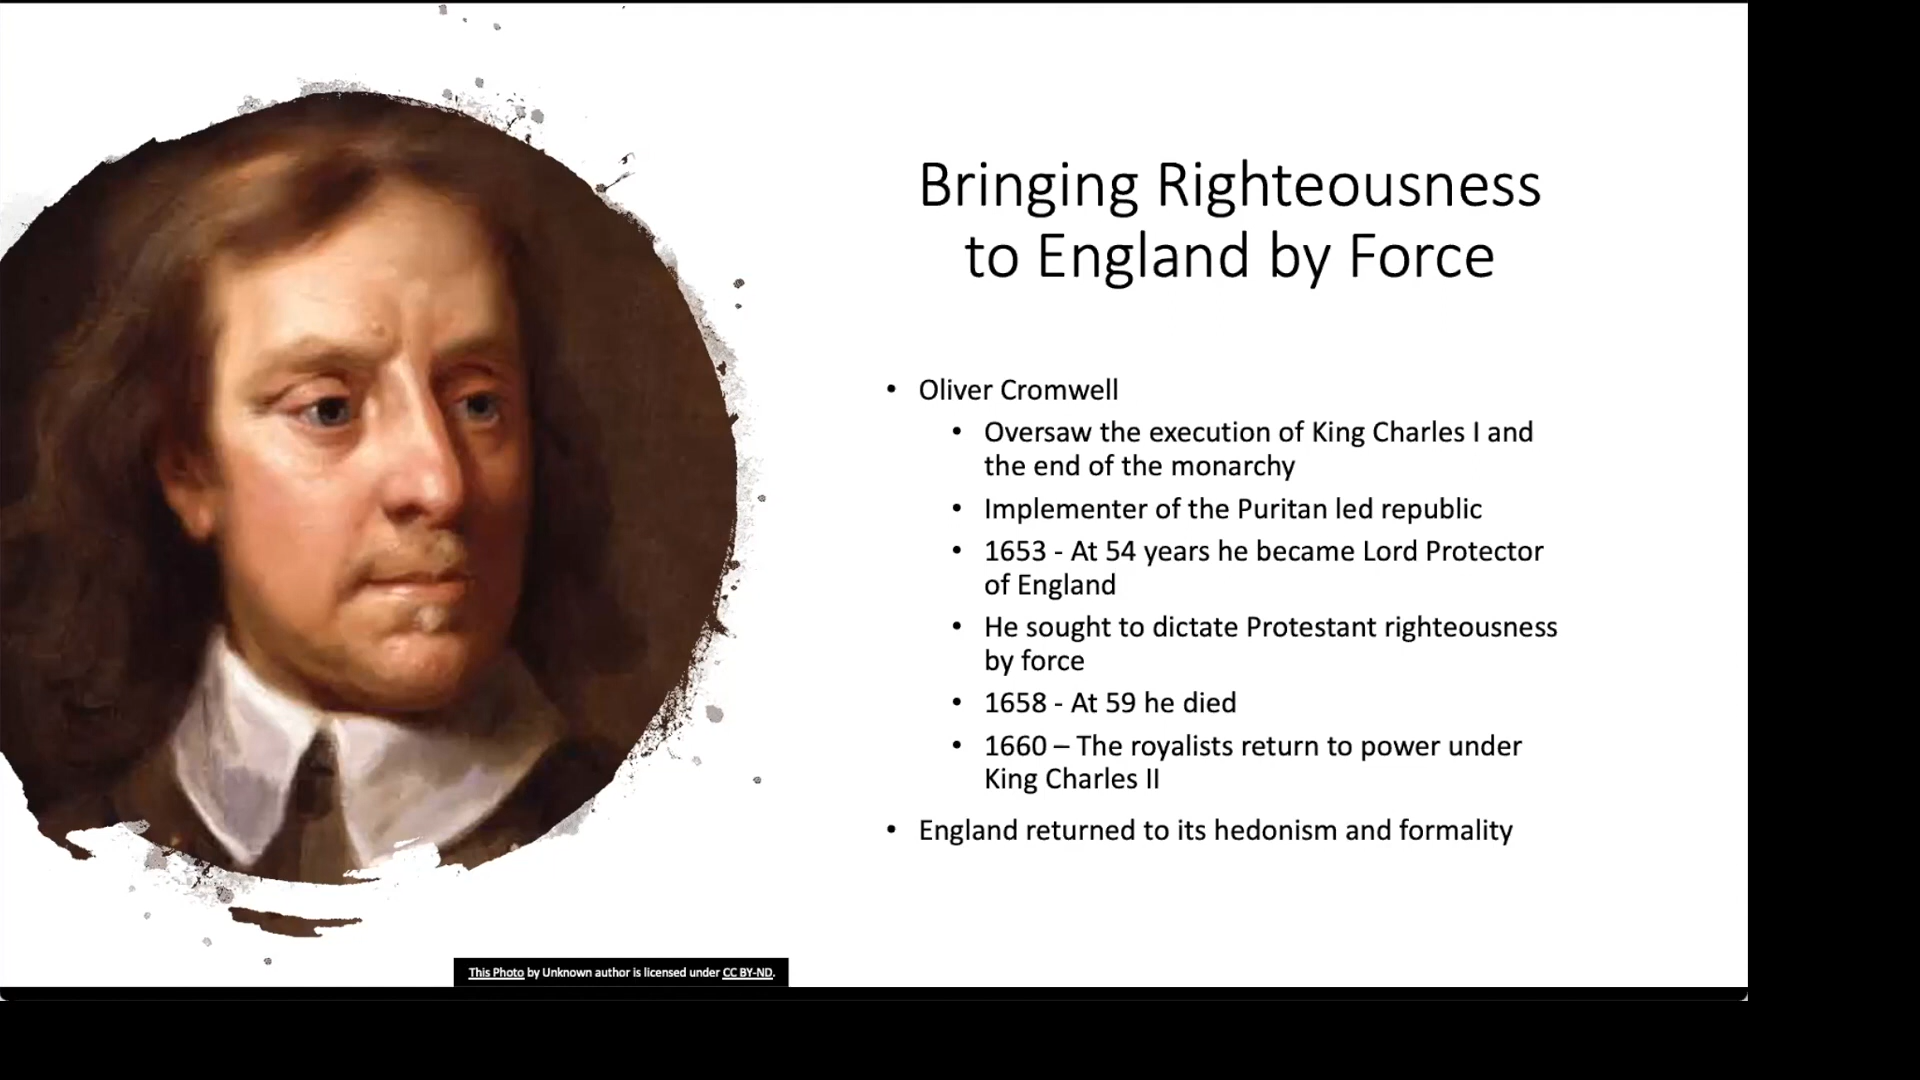 Bringing Righteousness
to England by Force
• Oliver Cromwell
• Oversaw the execution of King Charles I and
the end of the monarchy
• Implementer of the Puritan led republic
• 1653 - At 54 years he became Lord Protector
of England
• He sought to dictate Protestant righteousness
by force
• 1658 - At 59 he died
• 1660 – The royalists return to power under
King Charles II
• England returned to its hedonism and formality
This Photo by Unknown author is licensed under CC BY-ND.